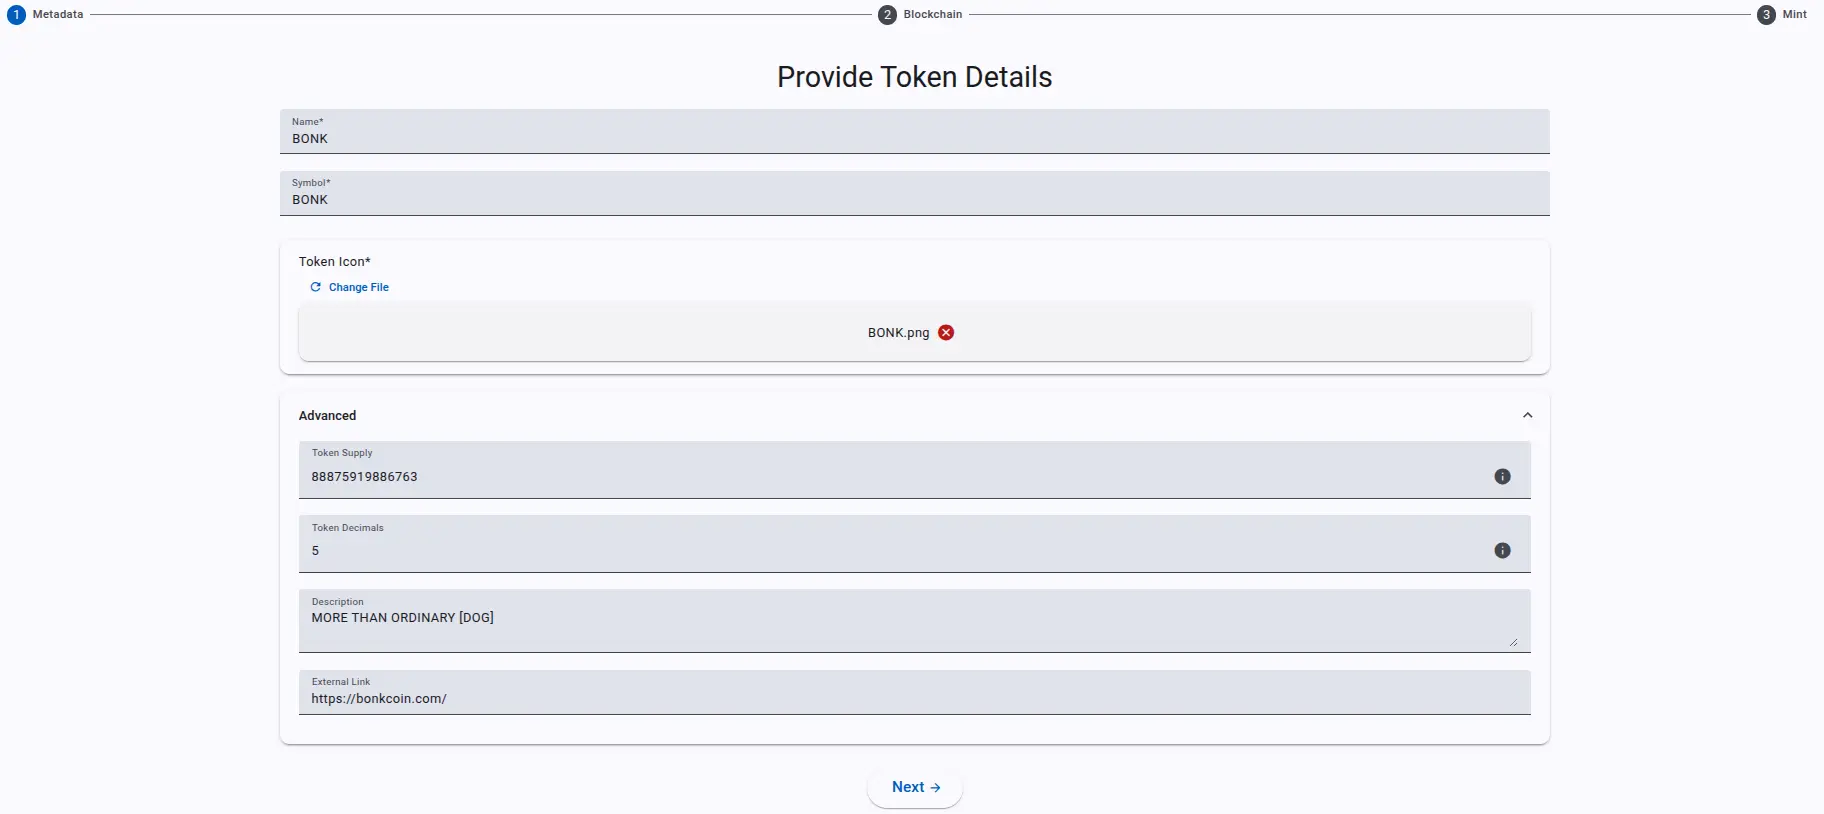 1 Metadata 2 Blockchain 3 Mint
Provide Token Details
Name*
BONK
Symbol*
BONK
Token Icon*
Change File
BONK.png
Advanced
Token Supply
88875919886763
Token Decimals
5
Description
MORE THAN ORDINARY [DOG]
External Link
https://bonkcoin.com/
Next →